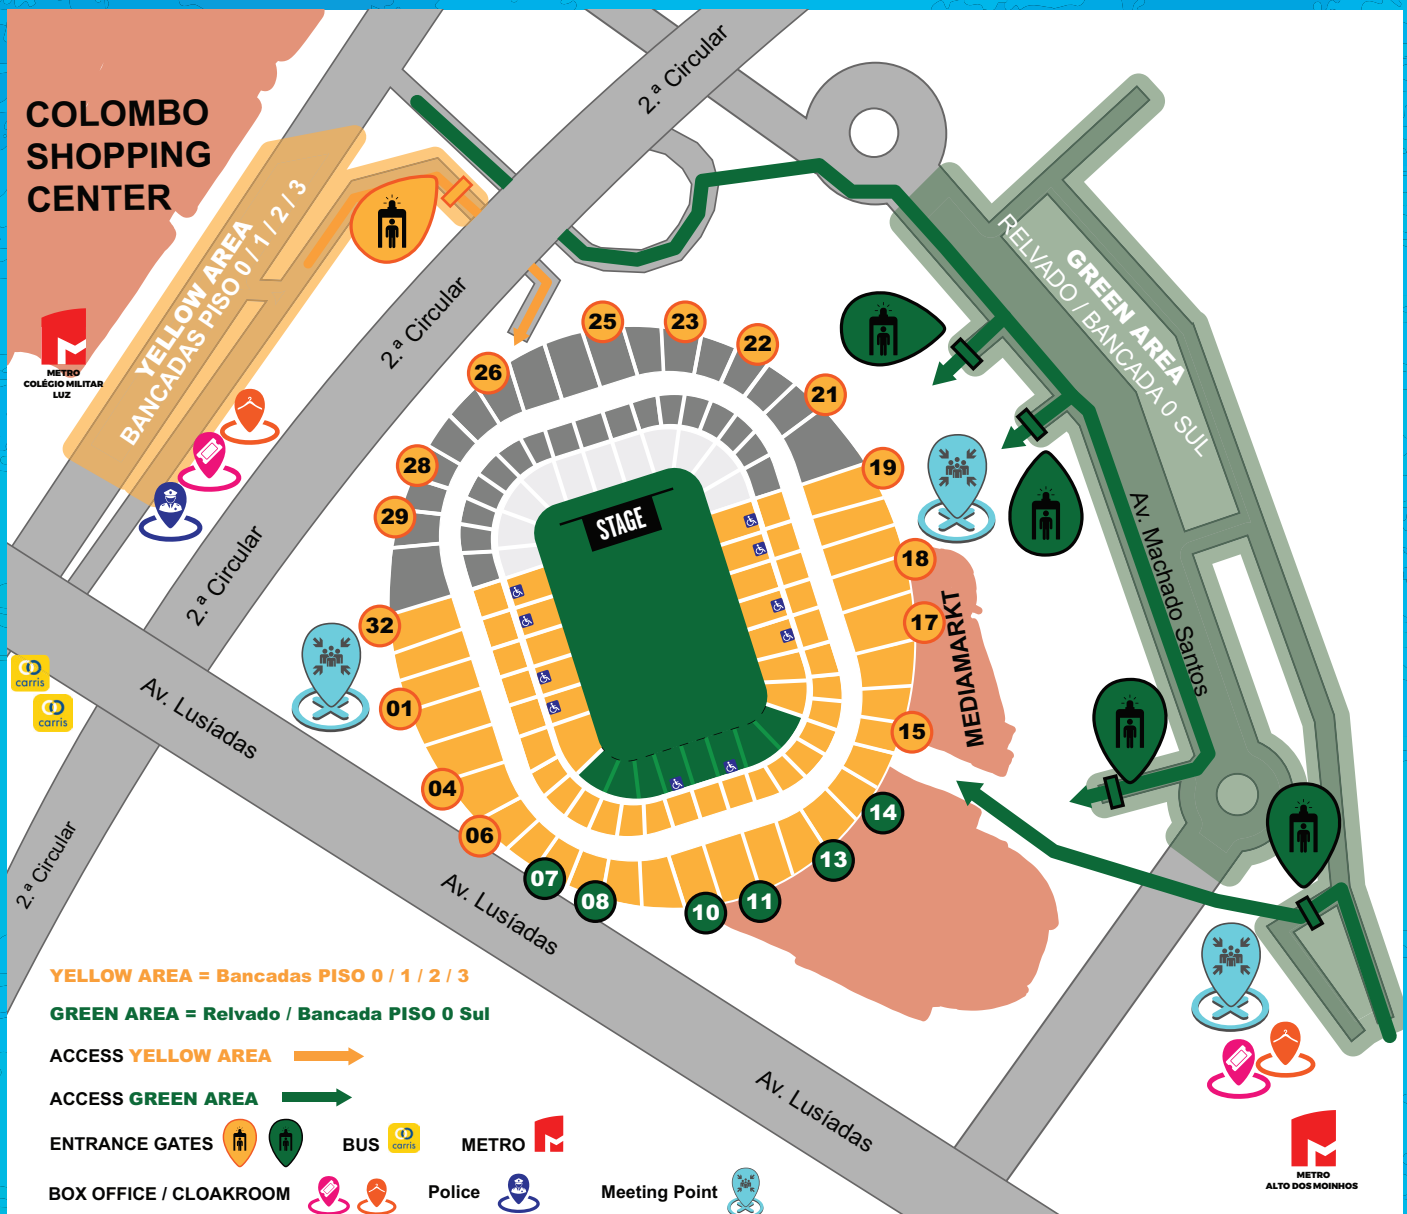 COLOMBO
SHOPPING
CENTER
YELLOW AREA
BANCADAS PISO 0 / 1 / 2 / 3
METRO
COLÉGIO MILITAR
LUZ
2.ª Circular
2.ª Circular
2.ª Circular
2.ª Circular
GREEN AREA
RELVADO / BANCADA 0 SUL
Av. Machado Santos
25
23
22
26
21
28
19
29
STAGE
18
32
17
MEDIAMARKT
01
15
04
14
06
13
07
08
10
11
carris
carris
Av. Lusíadas
Av. Lusíadas
Av. Lusíadas
YELLOW AREA = Bancadas PISO 0 / 1 / 2 / 3
GREEN AREA = Relvado / Bancada PISO 0 Sul
ACCESS YELLOW AREA
ACCESS GREEN AREA
ENTRANCE GATES BUS carris METRO
BOX OFFICE / CLOAKROOM Police Meeting Point
METRO
ALTO DOS MOINHOS